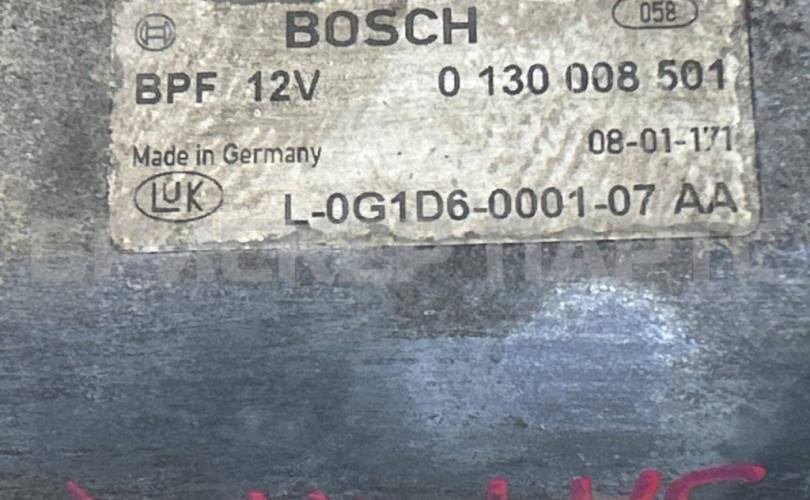 BOSCH 058
BPF 12V 0 130 008 501
Made in Germany 08-01-171
LUK L-0G1D6-0001-07 AA